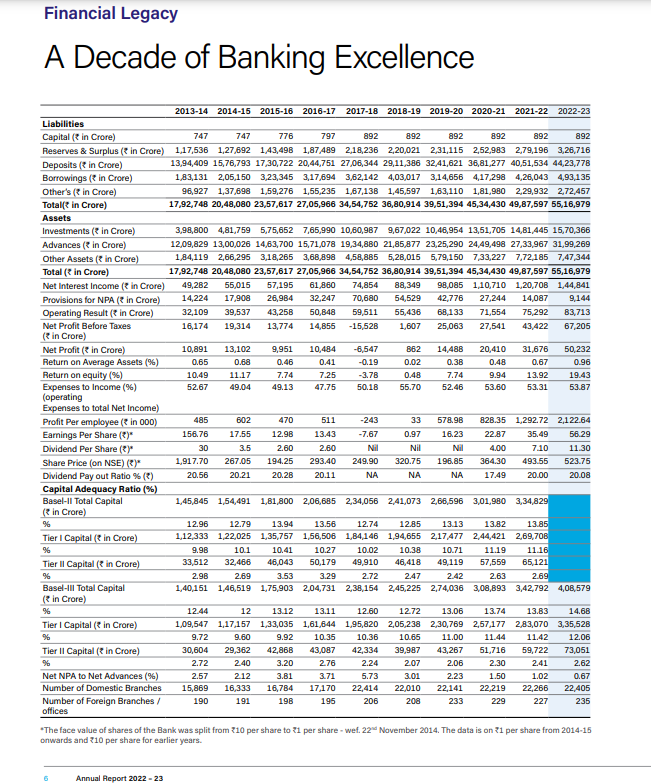 Financial Legacy
A Decade of Banking Excellence
2013-14 2014-15 2015-16 2016-17 2017-18 2018-19 2019-20 2020-21 2021-22 2022-23
Liabilities
Capital (₹ in Crore) 747 747 776 797 892 892 892 892 892 892
Reserves & Surplus (₹ in Crore) 1,17,536 1,27,692 1,43,498 1,87,489 2,18,236 2,20,021 2,31,115 2,52,983 2,79,196 3,26,716
Deposits (₹ in Crore) 13,94,409 15,76,793 17,30,722 20,44,751 27,06,344 29,11,386 32,41,621 36,81,277 40,51,534 44,23,778
Borrowings (₹ in Crore) 1,83,131 2,05,150 3,23,345 3,17,694 3,62,142 4,03,017 3,14,656 4,17,298 4,26,043 4,93,135
Other's (₹ in Crore) 96,927 1,37,698 1,59,276 1,55,235 1,67,138 1,45,597 1,63,110 1,81,980 2,29,932 2,72,457
Total(₹ in Crore) 17,92,748 20,48,080 23,57,617 27,05,966 34,54,752 36,80,914 39,51,394 45,34,430 49,87,597 55,16,979
Assets
Investments (₹ in Crore) 3,98,800 4,81,759 5,75,652 7,65,990 10,60,987 9,67,022 10,46,954 13,51,705 14,81,445 15,70,366
Advances (₹ in Crore) 12,09,829 13,00,026 14,63,700 15,71,078 19,34,880 21,85,877 23,25,290 24,49,498 27,33,967 31,99,269
Other Assets (₹ in Crore) 1,84,119 2,66,295 3,18,265 3,68,898 4,58,885 5,28,015 5,79,150 7,33,227 7,72,185 7,47,344
Total (₹ in Crore) 17,92,748 20,48,080 23,57,617 27,05,966 34,54,752 36,80,914 39,51,394 45,34,430 49,87,597 55,16,979
Net Interest Income (₹ in Crore) 49,282 55,015 57,195 61,860 74,854 88,349 98,085 1,10,710 1,20,708 1,44,841
Provisions for NPA (₹ in Crore) 14,224 17,908 26,984 32,247 70,680 54,529 42,776 27,244 14,087 9,144
Operating Result (₹ in Crore) 32,109 39,537 43,258 50,848 59,511 55,436 68,133 71,554 75,292 83,713
Net Profit Before Taxes 16,174 19,314 13,774 14,855 -15,528 1,607 25,063 27,541 43,422 67,205
(₹ in Crore)
Net Profit (₹ in Crore) 10,891 13,102 9,951 10,484 -6,547 862 14,488 20,410 31,676 50,232
Return on Average Assets (%) 0.65 0.68 0.46 0.41 -0.19 0.02 0.38 0.48 0.67 0.96
Return on equity (%) 10.49 11.17 7.74 7.25 -3.78 0.48 7.74 9.94 13.92 19.43
Expenses to Income (%) 52.67 49.04 49.13 47.75 50.18 55.70 52.46 53.60 53.31 53.87
(operating
Expenses to total Net Income)
Profit Per employee (₹ in 000) 485 602 470 511 -243 33 578.98 828.35 1,292.72 2,122.64
Earnings Per Share (₹)* 156.76 17.55 12.98 13.43 -7.67 0.97 16.23 22.87 35.49 56.29
Dividend Per Share (₹)* 30 3.5 2.60 2.60 Nil Nil Nil 4.00 7.10 11.30
Share Price (on NSE) (₹)* 1,917.70 267.05 194.25 293.40 249.90 320.75 196.85 364.30 493.55 523.75
Dividend Pay out Ratio % (₹) 20.56 20.21 20.28 20.11 NA NA NA 17.49 20.00 20.08
Capital Adequacy Ratio (%)
Basel-II Total Capital 1,45,845 1,54,491 1,81,800 2,06,685 2,34,056 2,41,073 2,66,596 3,01,980 3,34,829
(₹ in Crore)
% 12.96 12.79 13.94 13.56 12.74 12.85 13.13 13.82 13.85
Tier I Capital (₹ in Crore) 1,12,333 1,22,025 1,35,757 1,56,506 1,84,146 1,94,655 2,17,477 2,44,421 2,69,708
% 9.98 10.1 10.41 10.27 10.02 10.38 10.71 11.19 11.16
Tier II Capital (₹ in Crore) 33,512 32,466 46,043 50,179 49,910 46,418 49,119 57,559 65,121
% 2.98 2.69 3.53 3.29 2.72 2.47 2.42 2.63 2.69
Basel-III Total Capital 1,40,151 1,46,519 1,75,903 2,04,731 2,38,154 2,45,225 2,74,036 3,08,893 3,42,792 4,08,579
(₹ in Crore)
% 12.44 12 13.12 13.11 12.60 12.72 13.06 13.74 13.83 14.68
Tier I Capital (₹ in Crore) 1,09,547 1,17,157 1,33,035 1,61,644 1,95,820 2,05,238 2,30,769 2,57,177 2,83,070 3,35,528
% 9.72 9.60 9.92 10.35 10.36 10.65 11.00 11.44 11.42 12.06
Tier II Capital (₹ in Crore) 30,604 29,362 42,868 43,087 42,334 39,987 43,267 51,716 59,722 73,051
% 2.72 2.40 3.20 2.76 2.24 2.07 2.06 2.30 2.41 2.62
Net NPA to Net Advances (%) 2.57 2.12 3.81 3.71 5.73 3.01 2.23 1.50 1.02 0.67
Number of Domestic Branches 15,869 16,333 16,784 17,170 22,414 22,010 22,141 22,219 22,266 22,405
Number of Foreign Branches / 190 191 198 195 206 208 233 229 227 235
offices
*The face value of shares of the Bank was split from ₹10 per share to ₹1 per share - wef. 22nd November 2014. The data is on ₹1 per share from 2014-15
onwards and ₹10 per share for earlier years.
6 Annual Report 2022 – 23